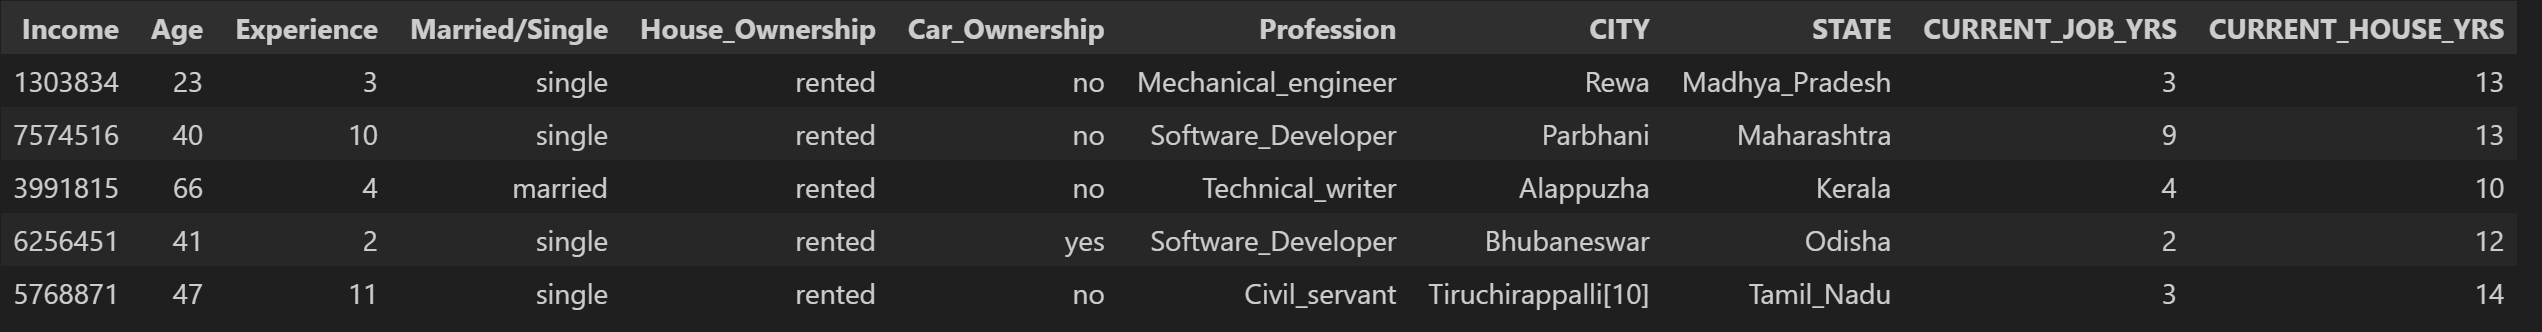 Income Age Experience Married/Single House_Ownership Car_Ownership Profession CITY STATE CURRENT_JOB_YRS CURRENT_HOUSE_YRS
1303834 23 3 single rented no Mechanical_engineer Rewa Madhya_Pradesh 3 13
7574516 40 10 single rented no Software_Developer Parbhani Maharashtra 9 13
3991815 66 4 married rented no Technical_writer Alappuzha Kerala 4 10
6256451 41 2 single rented yes Software_Developer Bhubaneswar Odisha 2 12
5768871 47 11 single rented no Civil_servant Tiruchirappalli[10] Tamil_Nadu 3 14